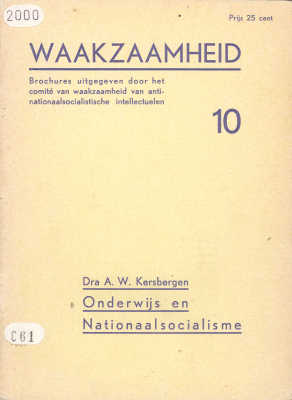 2000
Prijs 25 cent
WAAKZAAMHEID
Brochures uitgegeven door het
comité van waakzaamheid van anti-
nationaalsocialistische intellectuelen
10
Dra A. W. Kersbergen
Onderwijs en
Nationaalsocialisme
C61